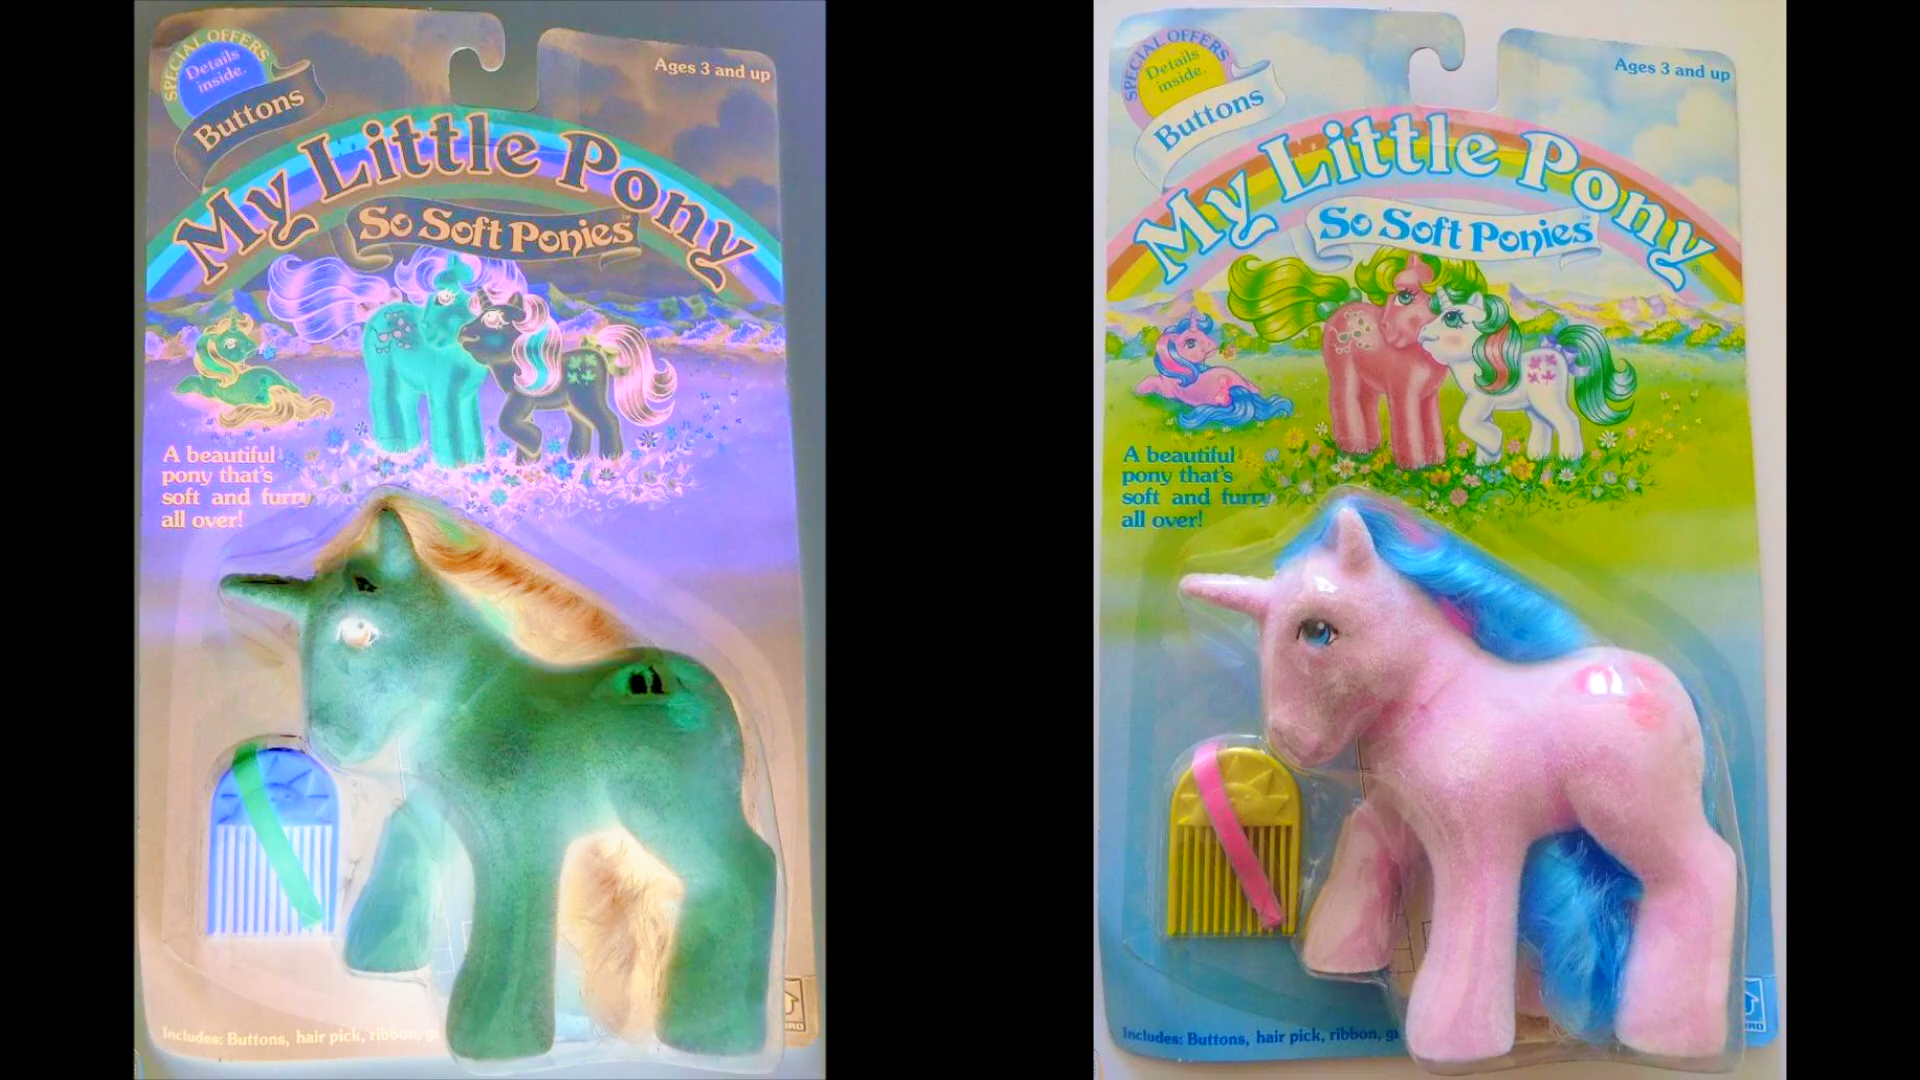 SPECIAL OFFERS
Details
inside.
Buttons
Ages 3 and up
My Little Pony®
So Soft Ponies™
A beautiful
pony that's
soft and furry
all over!
Includes: Buttons, hair pick, ribbon,
SPECIAL OFFERS
Details
inside.
Buttons
Ages 3 and up
My Little Pony®
So Soft Ponies™
A beautiful
pony that's
soft and furry
all over!
Includes: Buttons, hair pick, ribbon,